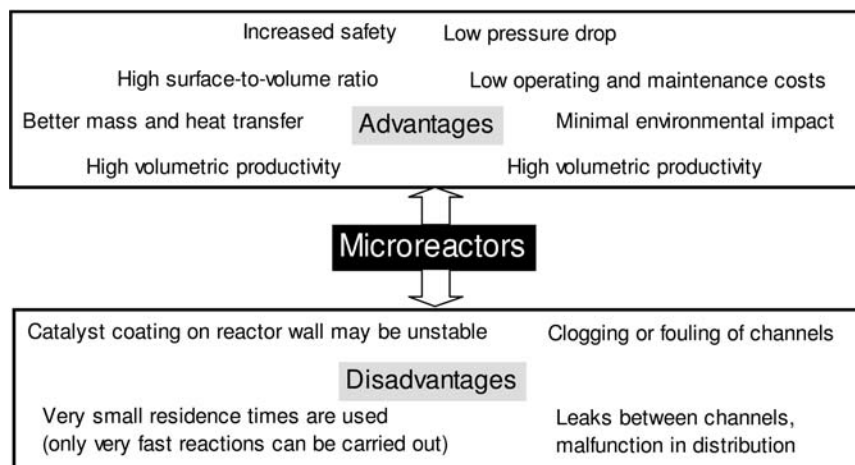 Increased safety Low pressure drop
High surface-to-volume ratio Low operating and maintenance costs
Better mass and heat transfer Advantages Minimal environmental impact
High volumetric productivity High volumetric productivity
Microreactors
Catalyst coating on reactor wall may be unstable Clogging or fouling of channels
Disadvantages
Very small residence times are used
(only very fast reactions can be carried out)
Leaks between channels,
malfunction in distribution